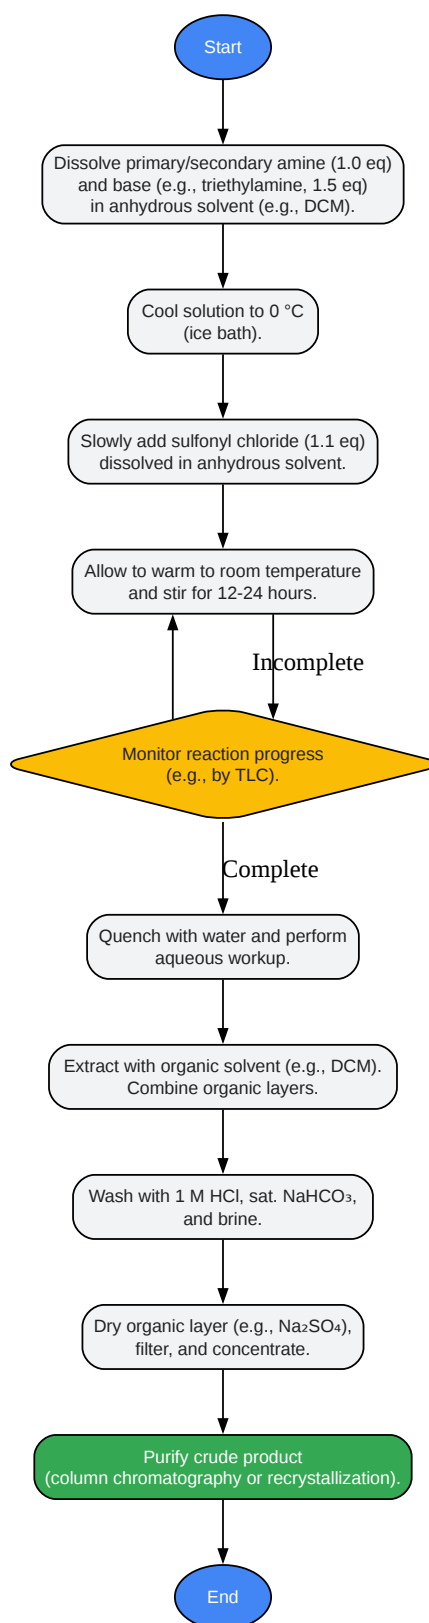 Start
Dissolve primary/secondary amine (1.0 eq)
and base (e.g., triethylamine, 1.5 eq)
in anhydrous solvent (e.g., DCM).
Cool solution to 0 °C
(ice bath).
Slowly add sulfonyl chloride (1.1 eq)
dissolved in anhydrous solvent.
Allow to warm to room temperature
and stir for 12-24 hours.
Incomplete
Monitor reaction progress
(e.g., by TLC).
Complete
Quench with water and perform
aqueous workup.
Extract with organic solvent (e.g., DCM).
Combine organic layers.
Wash with 1 M HCl, sat. NaHCO₃,
and brine.
Dry organic layer (e.g., Na₂SO₄),
filter, and concentrate.
Purify crude product
(column chromatography or recrystallization).
End